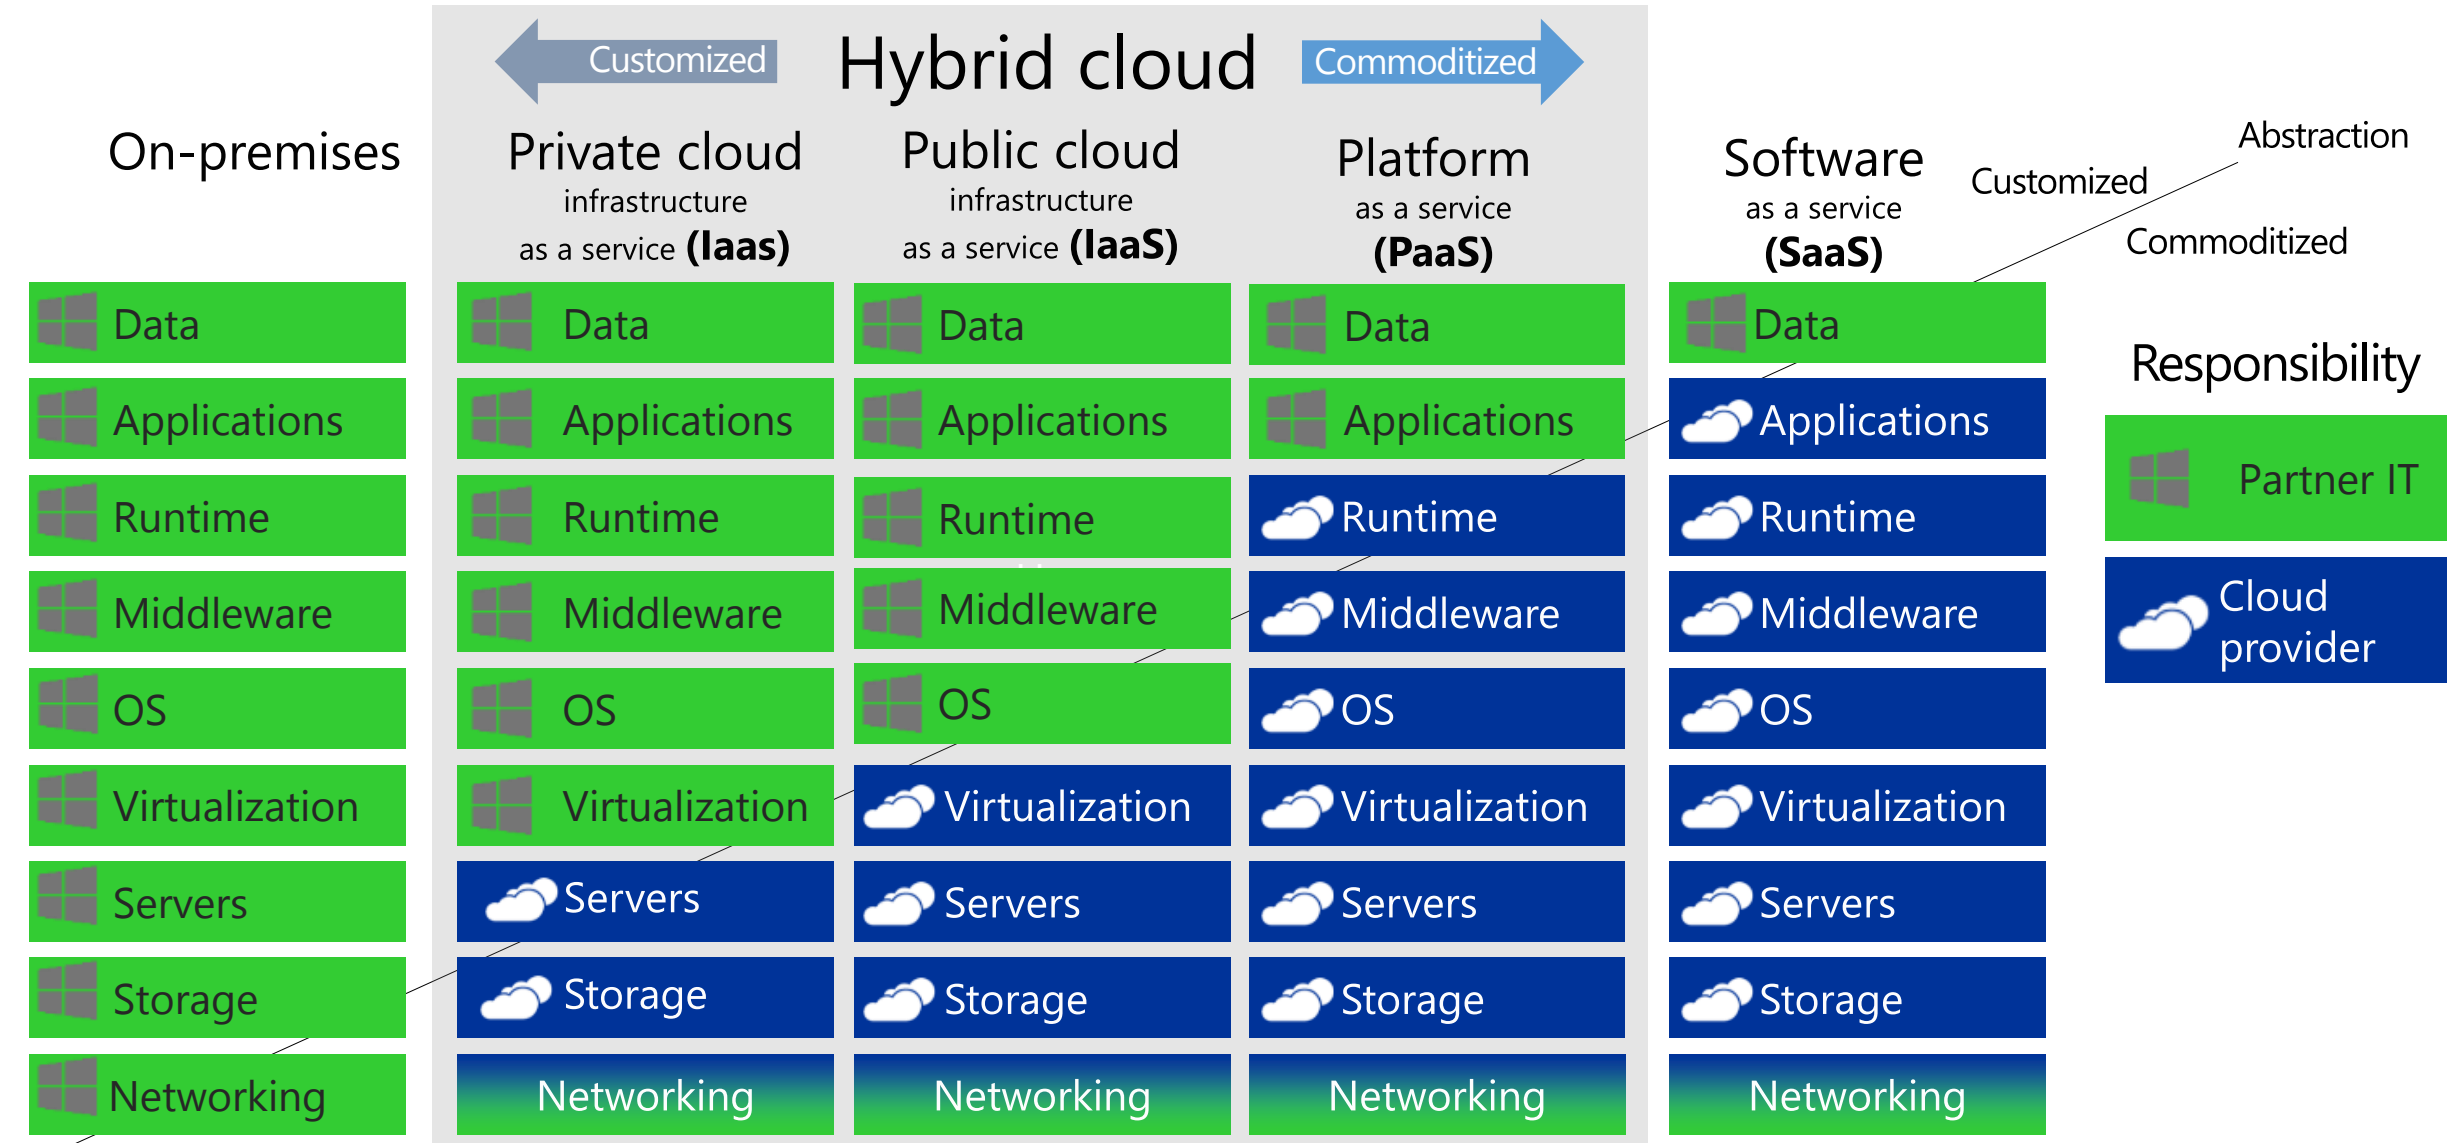 Customized
Hybrid cloud
Commoditized
On-premises
Private cloud
infrastructure
as a service (Iaas)
Public cloud
infrastructure
as a service (IaaS)
Platform
as a service
(PaaS)
Software
as a service
(SaaS)
Abstraction
Customized
Commoditized
Data
Applications
Runtime
Middleware
OS
Virtualization
Servers
Storage
Networking
Data
Applications
Runtime
Middleware
OS
Virtualization
Servers
Storage
Networking
Data
Applications
Runtime
Middleware
OS
Virtualization
Servers
Storage
Networking
Data
Applications
Runtime
Middleware
OS
Virtualization
Servers
Storage
Networking
Data
Applications
Runtime
Middleware
OS
Virtualization
Servers
Storage
Networking
Responsibility
Partner IT
Cloud
provider